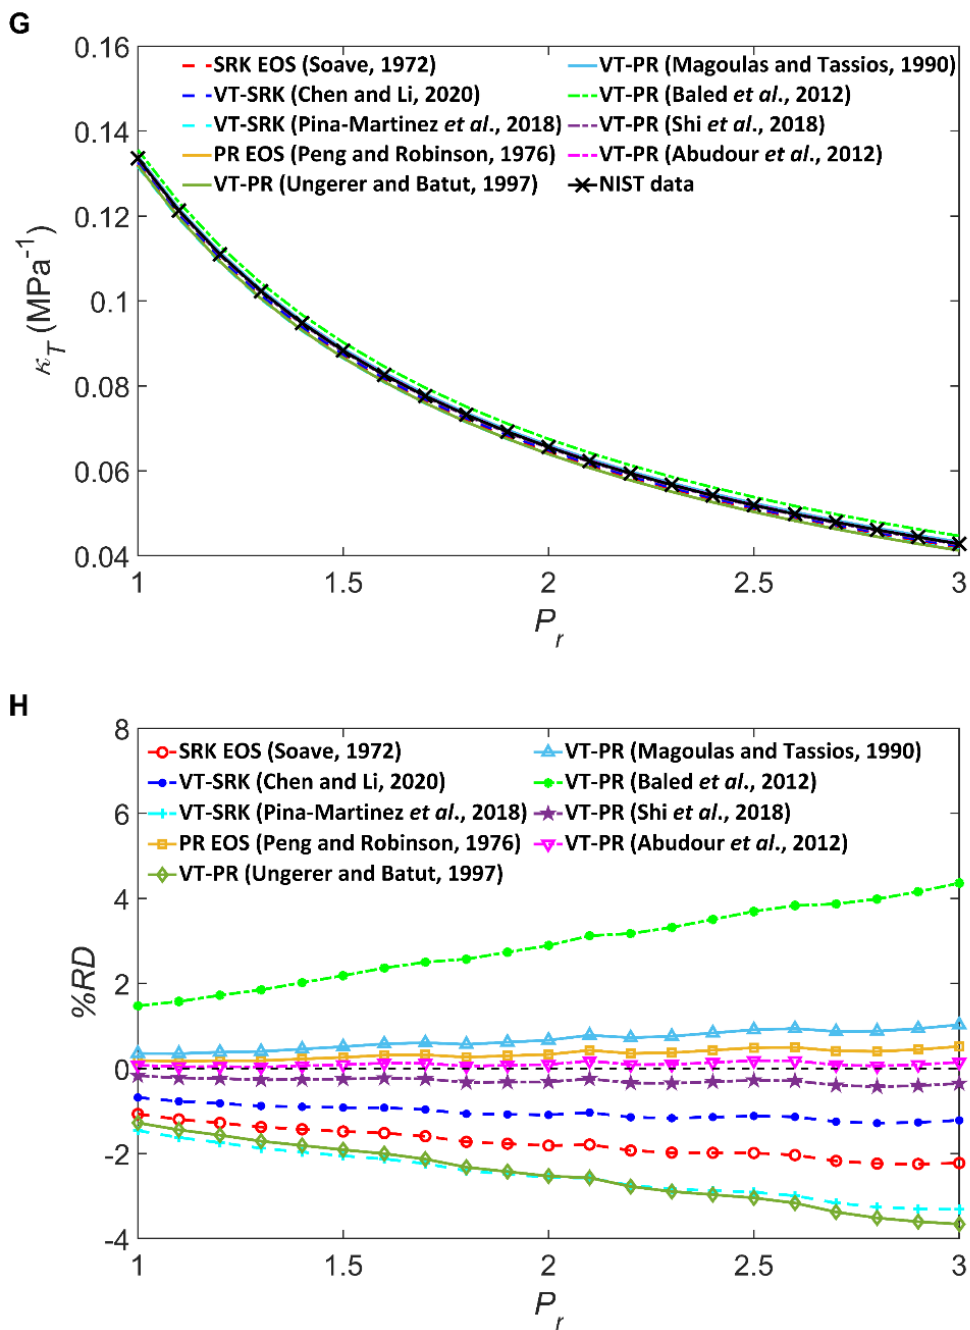 G
0.16
0.14
0.12
0.1
0.08
0.06
0.04
κT (MPa⁻¹)
SRK EOS (Soave, 1972)
VT-SRK (Chen and Li, 2020)
VT-SRK (Pina-Martinez et al., 2018)
PR EOS (Peng and Robinson, 1976)
VT-PR (Ungerer and Batut, 1997)
VT-PR (Magoulas and Tassios, 1990)
VT-PR (Baled et al., 2012)
VT-PR (Shi et al., 2018)
VT-PR (Abudour et al., 2012)
NIST data
1 1.5 2 2.5 3
Pr
H
8
6
4
2
0
-2
-4
%RD
SRK EOS (Soave, 1972)
VT-SRK (Chen and Li, 2020)
VT-SRK (Pina-Martinez et al., 2018)
PR EOS (Peng and Robinson, 1976)
VT-PR (Ungerer and Batut, 1997)
VT-PR (Magoulas and Tassios, 1990)
VT-PR (Baled et al., 2012)
VT-PR (Shi et al., 2018)
VT-PR (Abudour et al., 2012)
1 1.5 2 2.5 3
Pr